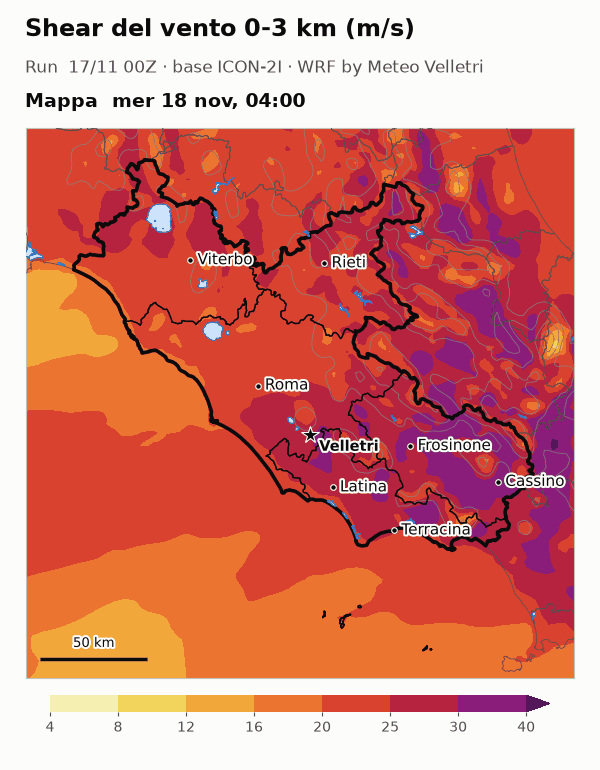 Shear del vento 0-3 km (m/s)
Run 17/11 00Z · base ICON-2I · WRF by Meteo Velletri
Mappa mer 18 nov, 04:00
Viterbo
Rieti
Roma
Velletri
Frosinone
Cassino
Latina
Terracina
50 km
4 8 12 16 20 25 30 40